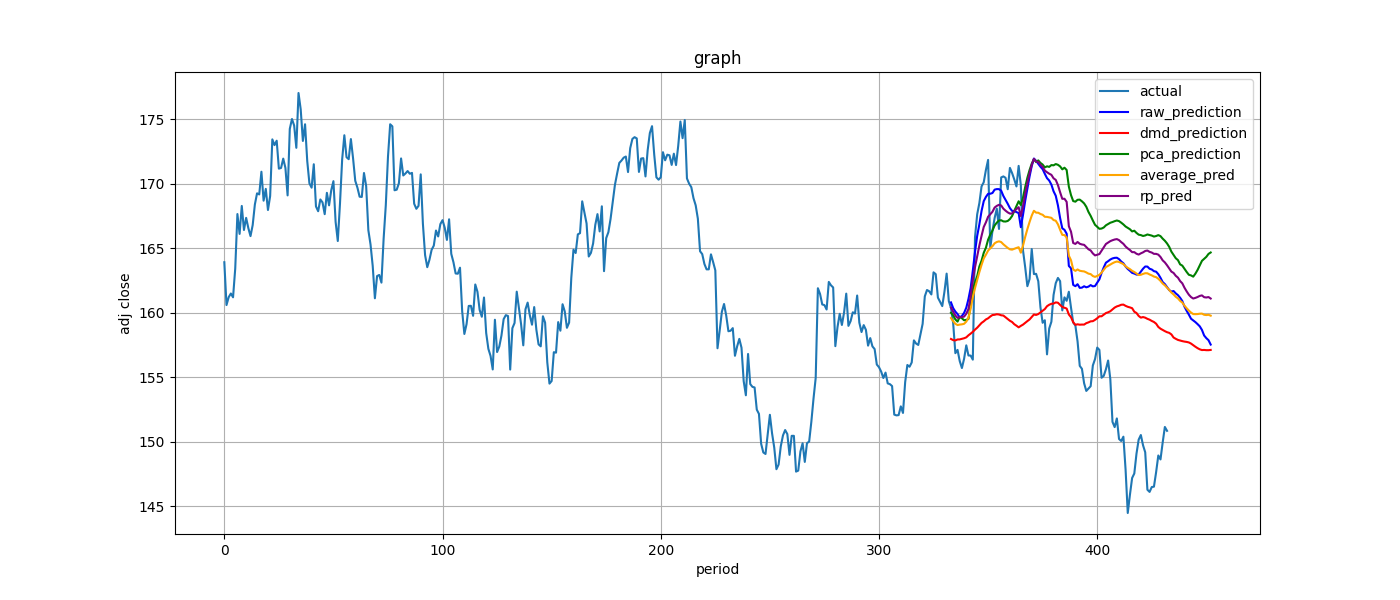 graph
175
170
165
160
155
150
145
adj close
0
100
200
300
400
period
actual
raw_prediction
dmd_prediction
pca_prediction
average_pred
rp_pred